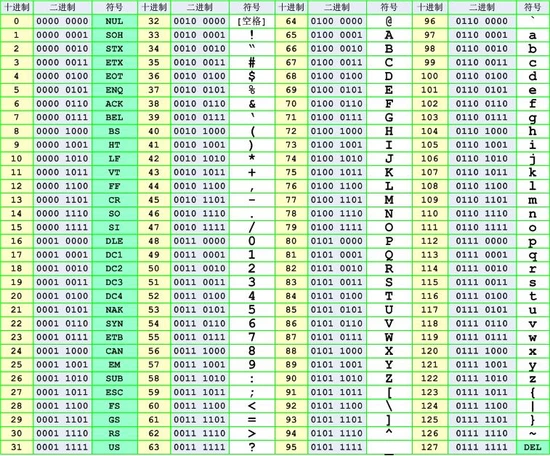 十进制 二进制 符号 十进制 二进制 符号 十进制 二进制 符号 十进制 二进制 符号
0 0000 0000 NUL 32 0010 0000 [空格] 64 0100 0000 @ 96 0110 0000 `
1 0000 0001 SOH 33 0010 0001 ! 65 0100 0001 A 97 0110 0001 a
2 0000 0010 STX 34 0010 0010 “ 66 0100 0010 B 98 0110 0010 b
3 0000 0011 ETX 35 0010 0011 # 67 0100 0011 C 99 0110 0011 c
4 0000 0100 EOT 36 0010 0100 $ 68 0100 0100 D 100 0110 0100 d
5 0000 0101 ENQ 37 0010 0101 % 69 0100 0101 E 101 0110 0101 e
6 0000 0110 ACK 38 0010 0110 & 70 0100 0110 F 102 0110 0110 f
7 0000 0111 BEL 39 0010 0111 ‘ 71 0100 0111 G 103 0110 0111 g
8 0000 1000 BS 40 0010 1000 ( 72 0100 1000 H 104 0110 1000 h
9 0000 1001 HT 41 0010 1001 ) 73 0100 1001 I 105 0110 1001 i
10 0000 1010 LF 42 0010 1010 * 74 0100 1010 J 106 0110 1010 j
11 0000 1011 VT 43 0010 1011 + 75 0100 1011 K 107 0110 1011 k
12 0000 1100 FF 44 0010 1100 , 76 0100 1100 L 108 0110 1100 l
13 0000 1101 CR 45 0010 1101 - 77 0100 1101 M 109 0110 1101 m
14 0000 1110 SO 46 0010 1110 . 78 0100 1110 N 110 0110 1110 n
15 0000 1111 SI 47 0010 1111 / 79 0100 1111 O 111 0110 1111 o
16 0001 0000 DLE 48 0011 0000 0 80 0101 0000 P 112 0111 0000 p
17 0001 0001 DC1 49 0011 0001 1 81 0101 0001 Q 113 0111 0001 q
18 0001 0010 DC2 50 0011 0010 2 82 0101 0010 R 114 0111 0010 r
19 0001 0011 DC3 51 0011 0011 3 83 0101 0011 S 115 0111 0011 s
20 0001 0100 DC4 52 0011 0100 4 84 0101 0100 T 116 0111 0100 t
21 0001 0101 NAK 53 0011 0101 5 85 0101 0101 U 117 0111 0101 u
22 0001 0110 SYN 54 0011 0110 6 86 0101 0110 V 118 0111 0110 v
23 0001 0111 ETB 55 0011 0111 7 87 0101 0111 W 119 0111 0111 w
24 0001 1000 CAN 56 0011 1000 8 88 0101 1000 X 120 0111 1000 x
25 0001 1001 EM 57 0011 1001 9 89 0101 1001 Y 121 0111 1001 y
26 0001 1010 SUB 58 0011 1010 : 90 0101 1010 Z 122 0111 1010 z
27 0001 1011 ESC 59 0011 1011 ; 91 0101 1011 [ 123 0111 1011 {
28 0001 1100 FS 60 0011 1100 < 92 0101 1100 \ 124 0111 1100 |
29 0001 1101 GS 61 0011 1101 = 93 0101 1101 ] 125 0111 1101 }
30 0001 1110 RS 62 0011 1110 > 94 0101 1110 ^ 126 0111 1110 ~
31 0001 1111 US 63 0011 1111 ? 95 0101 1111 _ 127 0111 1111 DEL